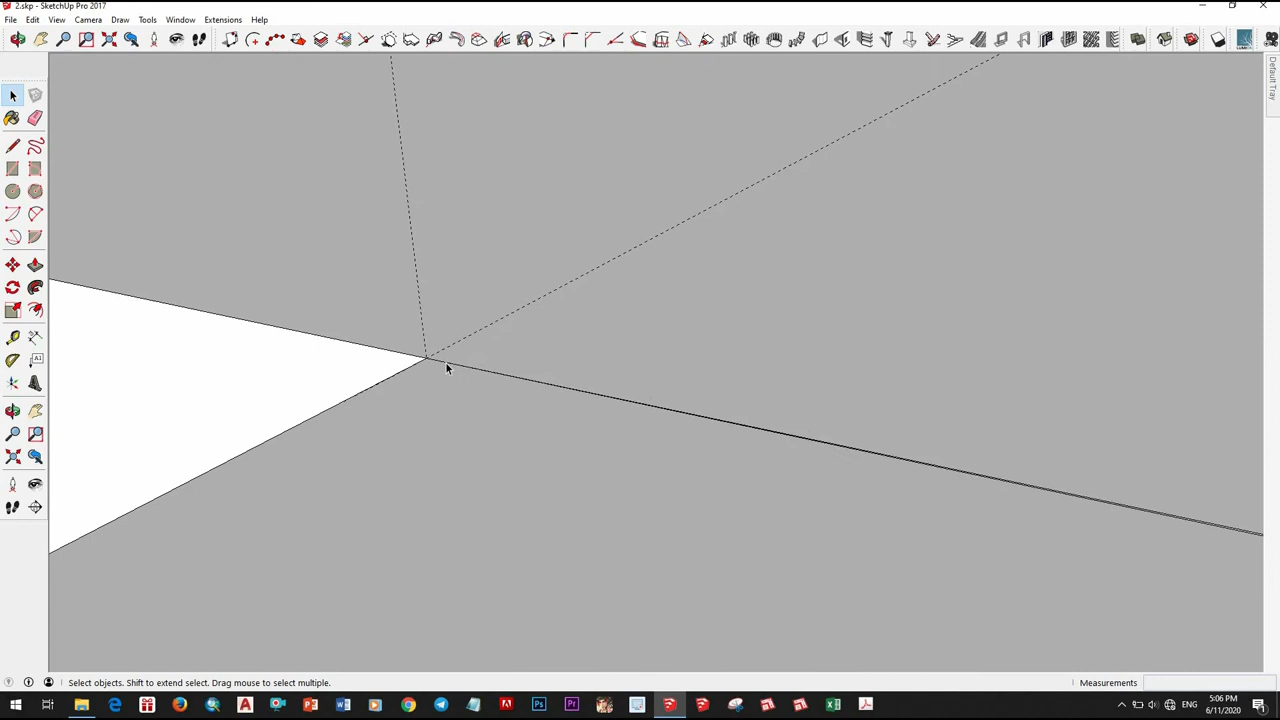 2.skp - SketchUp Pro 2017
File Edit View Camera Draw Tools Window Extensions Help
Default Tray
A1
Select objects. Shift to extend select. Drag mouse to select multiple.
Measurements
ENG
5:06 PM
6/11/2020